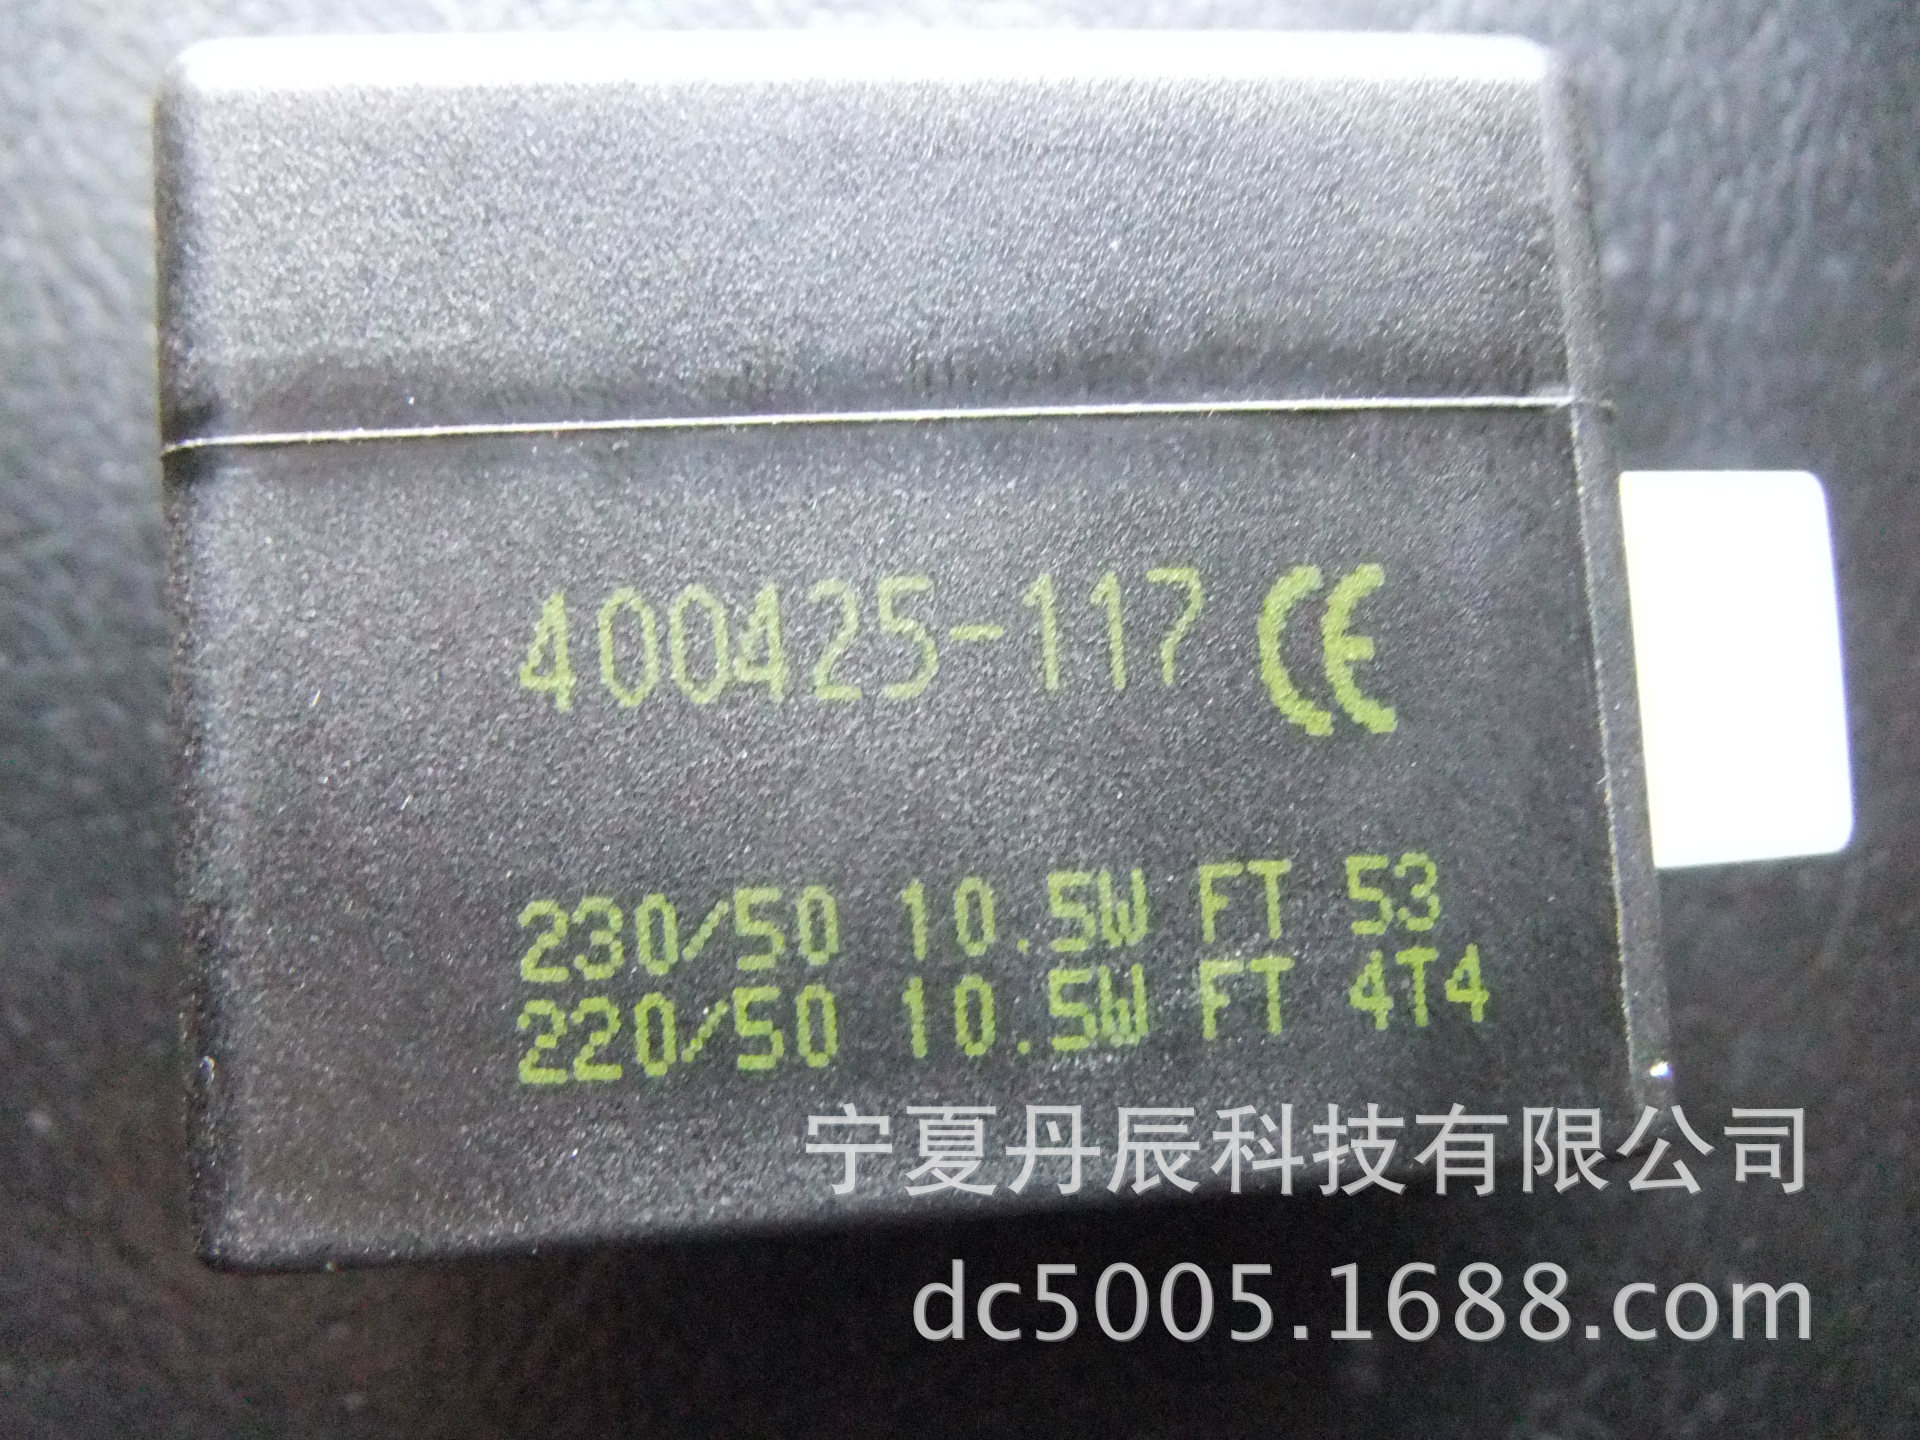 400425-117 CE
230/50 10.5W FT 53
220/50 10.5W FT 4T4
宁夏丹辰科技有限公司
dc5005.1688.com